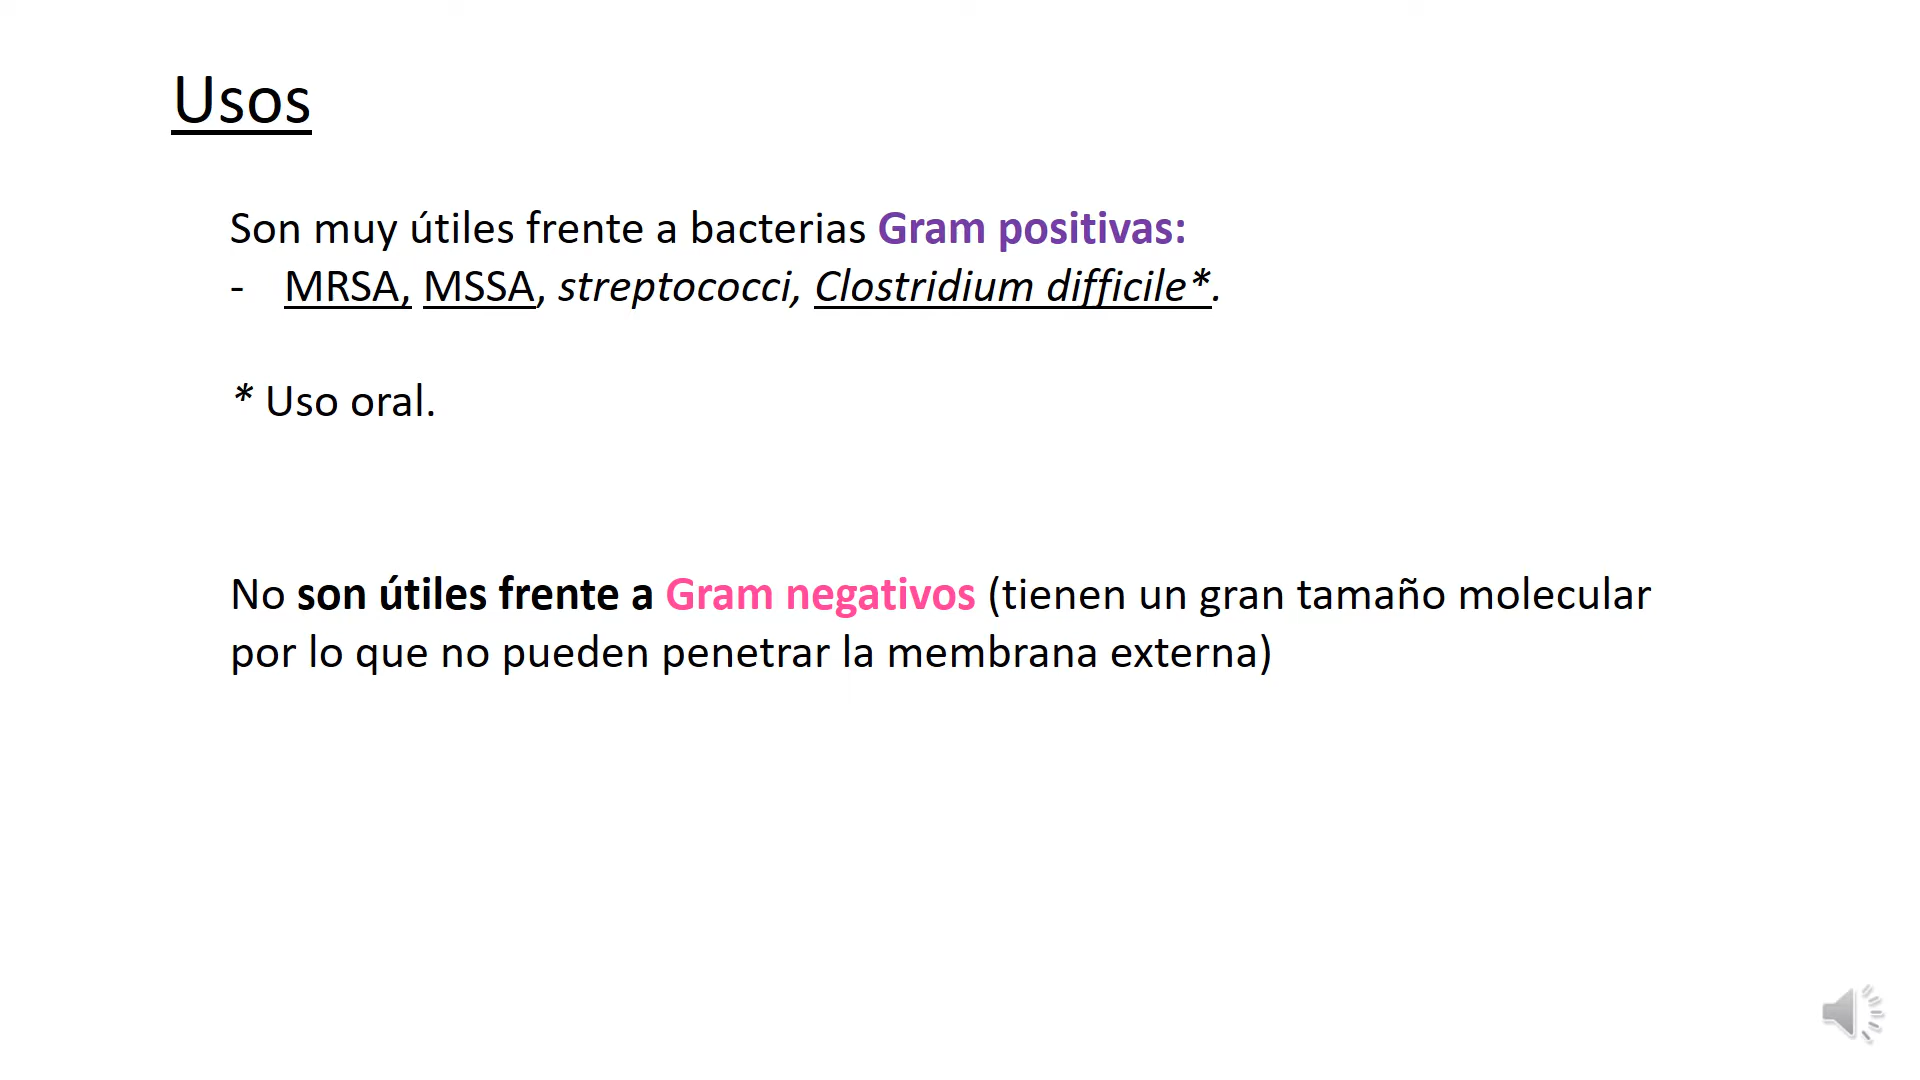 Usos
Son muy útiles frente a bacterias Gram positivas:
- MRSA, MSSA, streptococci, Clostridium difficile*.
* Uso oral.
No son útiles frente a Gram negativos (tienen un gran tamaño molecular
por lo que no pueden penetrar la membrana externa)